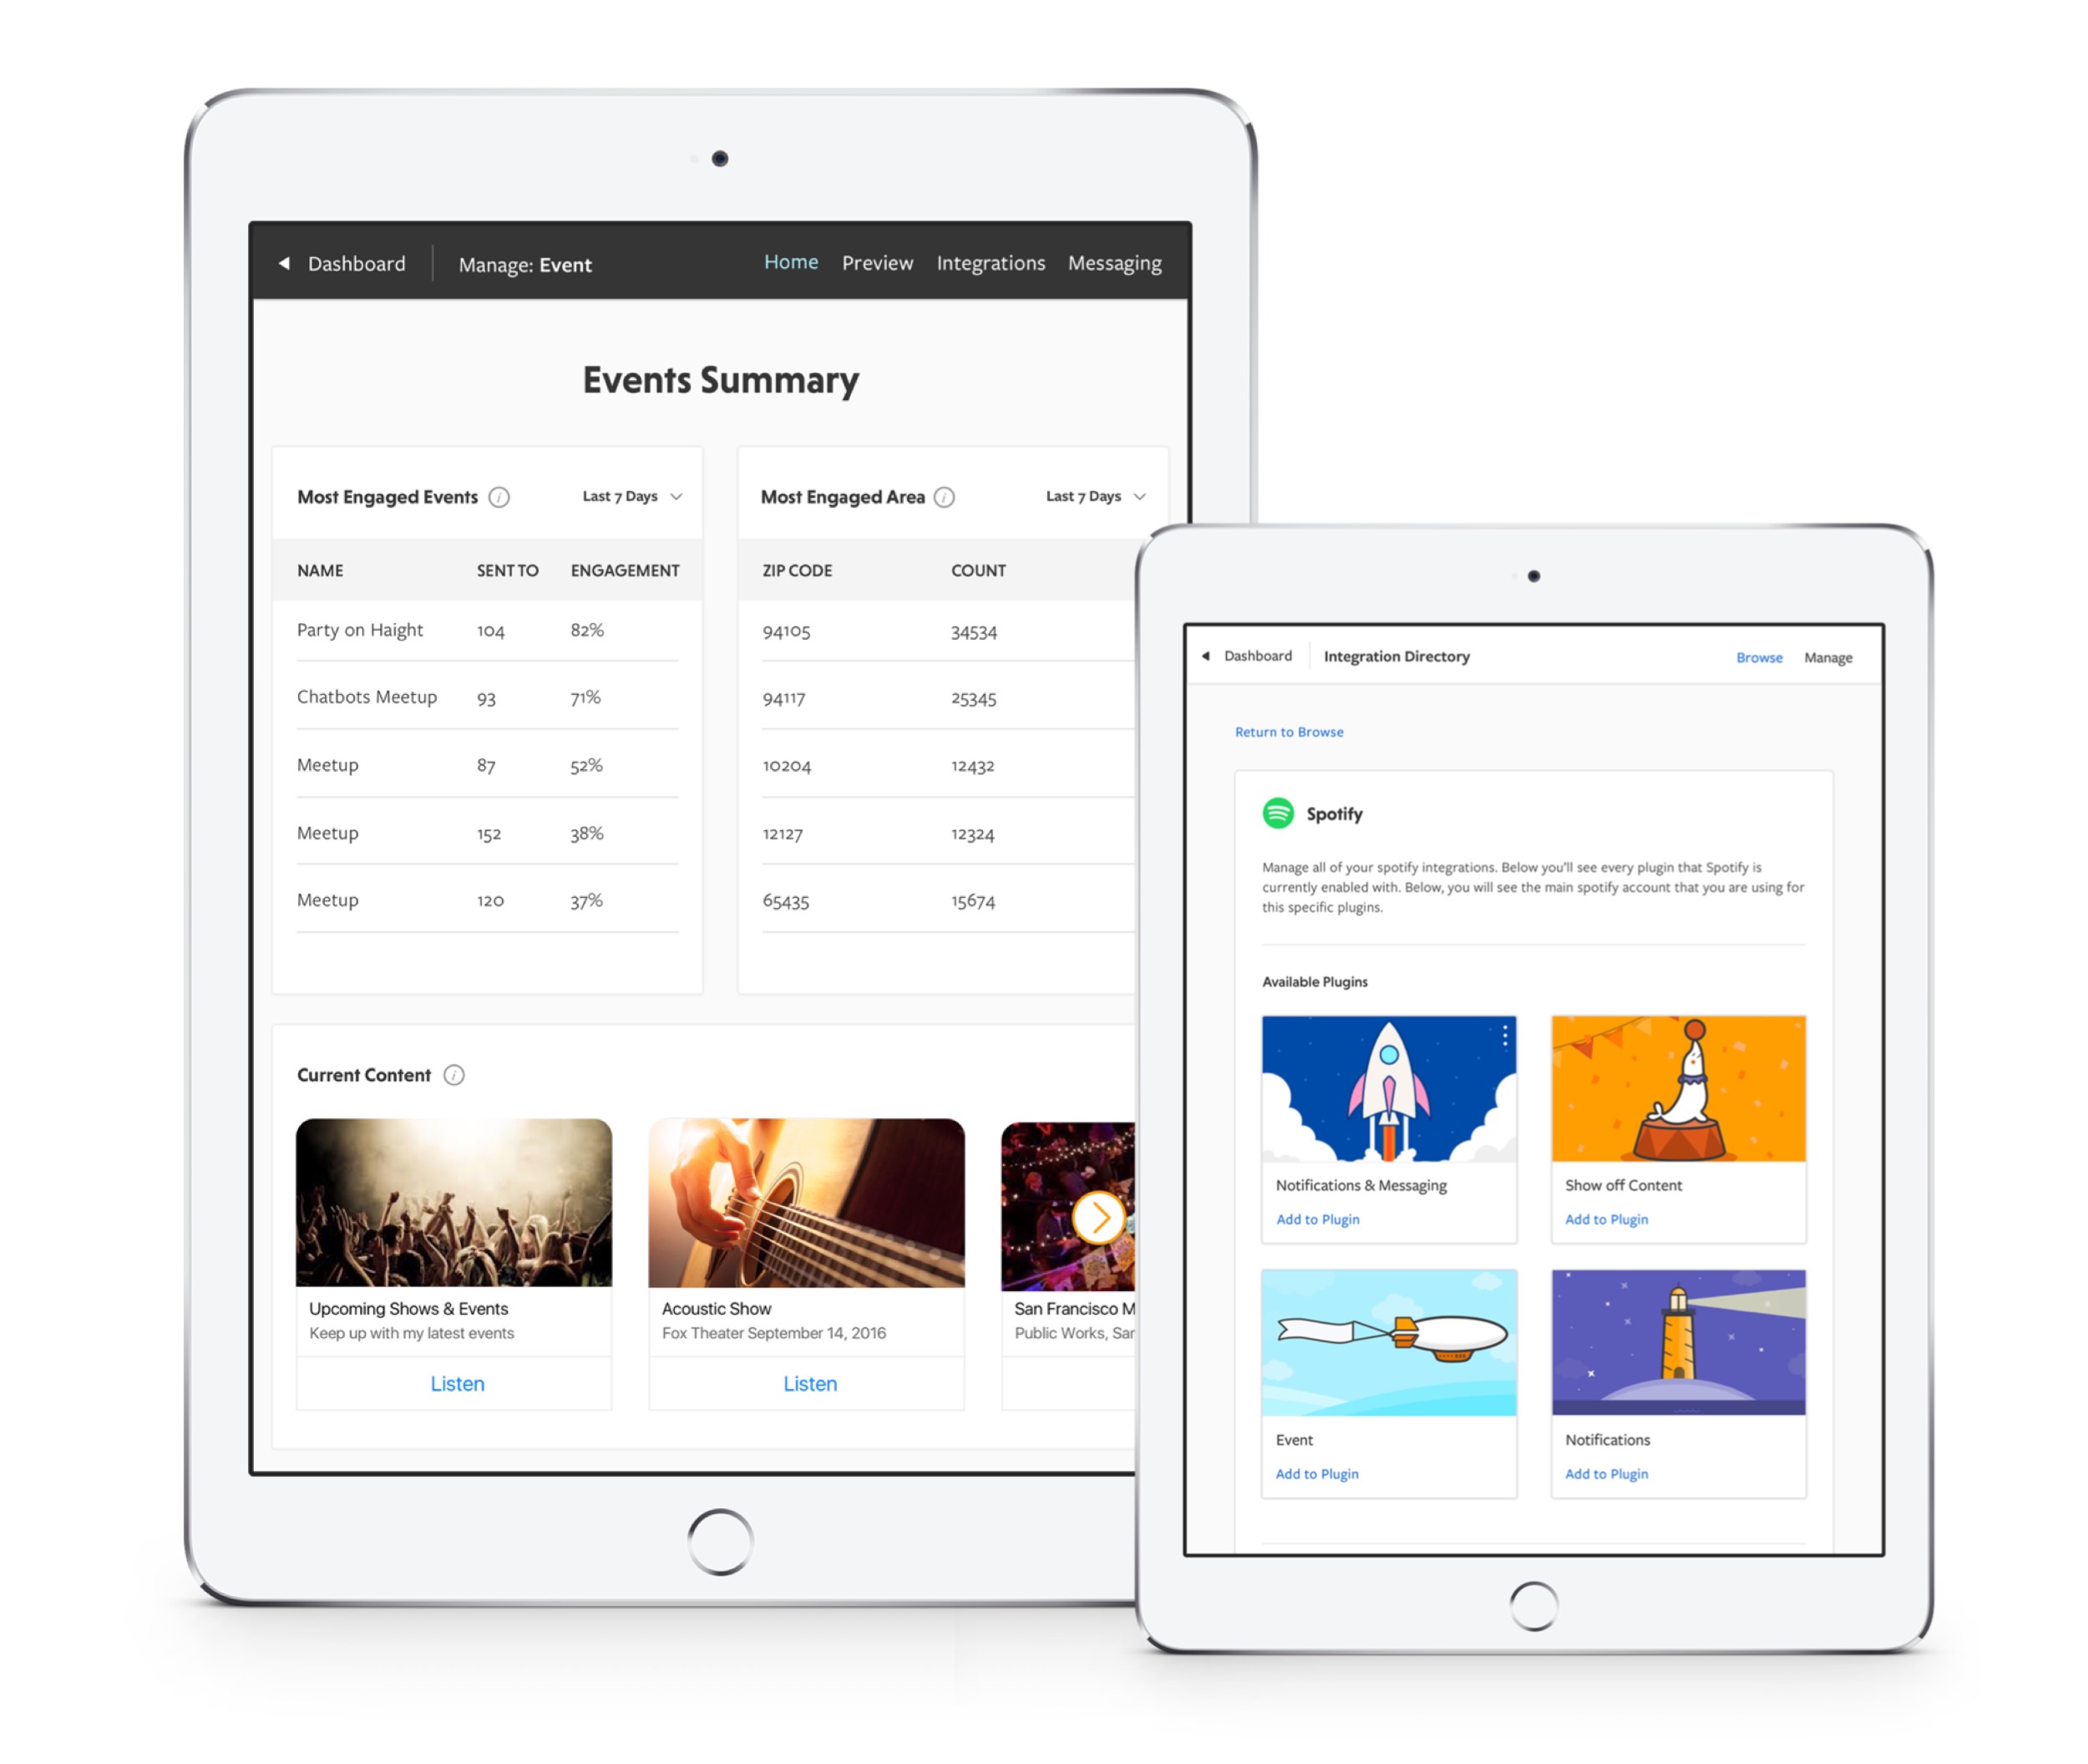 Dashboard
Manage: Event
Home Preview Integrations Messaging
Events Summary
Most Engaged Events
Last 7 Days
NAME SENT TO ENGAGEMENT
Party on Haight 104 82%
Chatbots Meetup 93 71%
Meetup 87 52%
Meetup 152 38%
Meetup 120 37%
Most Engaged Area
Last 7 Days
ZIP CODE COUNT
94105 34534
94117 25345
10204 12432
12127 12324
65435 15674
Current Content
Upcoming Shows & Events
Keep up with my latest events
Listen
Acoustic Show
Fox Theater September 14, 2016
Listen
San Francisco M
Public Works, Sar
Dashboard
Integration Directory
Browse Manage
Return to Browse
Spotify
Manage all of your spotify integrations. Below you'll see every plugin that Spotify is
currently enabled with. Below, you will see the main spotify account that you are using for
this specific plugins.
Available Plugins
Notifications & Messaging
Add to Plugin
Show off Content
Add to Plugin
Event
Add to Plugin
Notifications
Add to Plugin